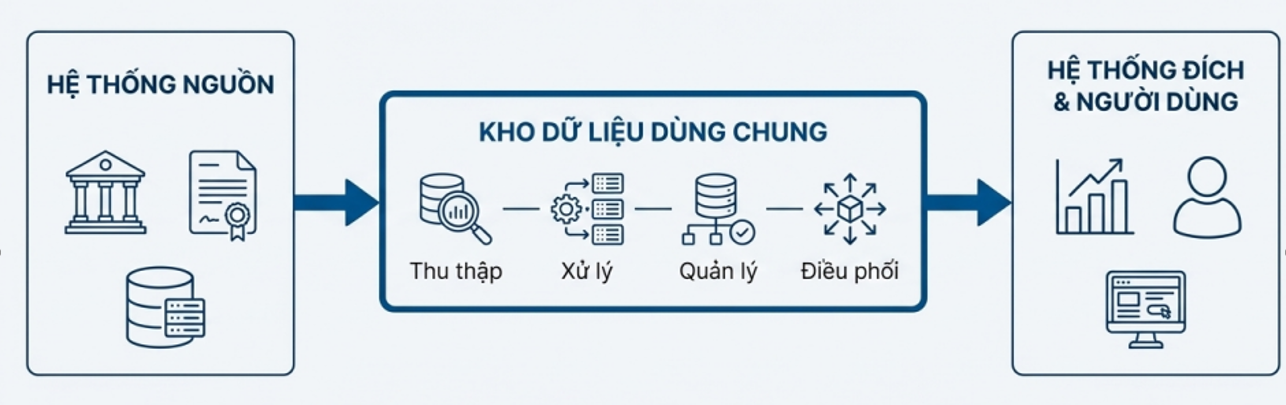 HỆ THỐNG NGUỒN
KHO DỮ LIỆU DÙNG CHUNG
Thu thập
Xử lý
Quản lý
Điều phối
HỆ THỐNG ĐÍCH
& NGƯỜI DÙNG